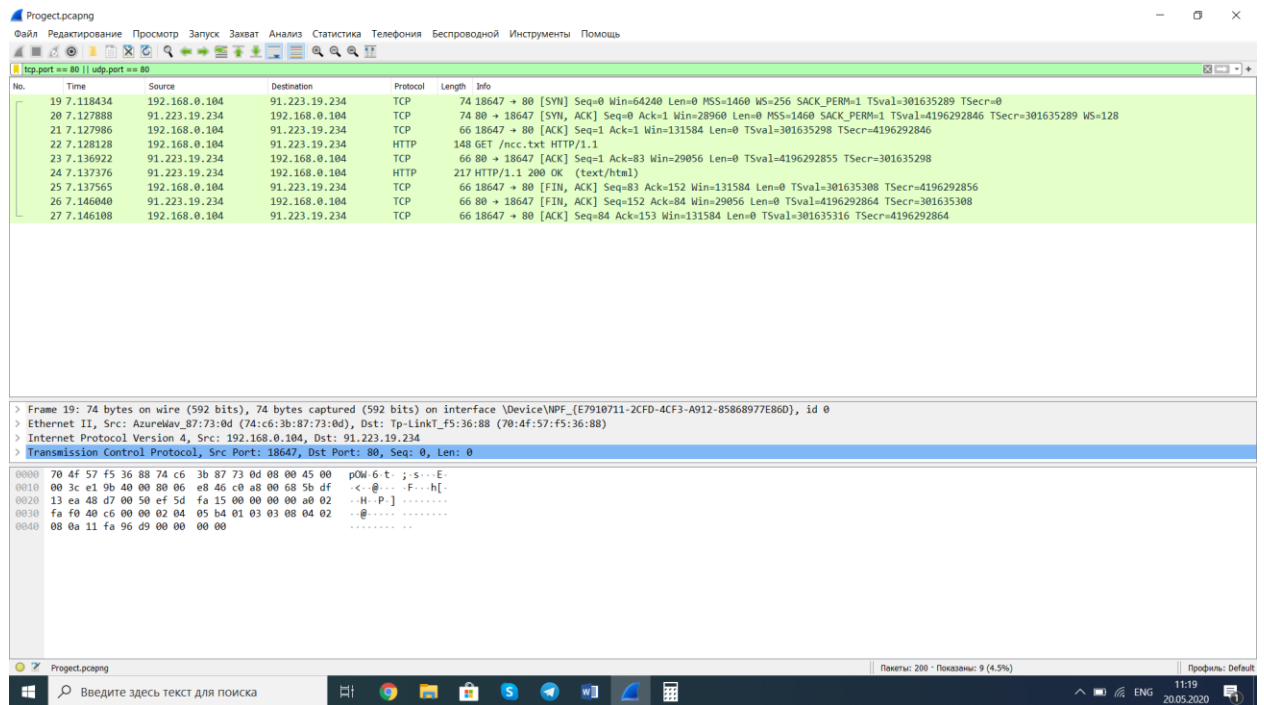 Progect.pcapng
Файл Редактирование Просмотр Запуск Захват Анализ Статистика Телефония Беспроводной Инструменты Помощь
tcp.port == 80 || udp.port == 80
No. Time Source Destination Protocol Length Info
19 7.118434 192.168.0.104 91.223.19.234 TCP 74 18647 → 80 [SYN] Seq=0 Win=64240 Len=0 MSS=1460 WS=256 SACK_PERM=1 TSval=301635289 TSecr=0
20 7.127888 91.223.19.234 192.168.0.104 TCP 74 80 → 18647 [SYN, ACK] Seq=0 Ack=1 Win=28960 Len=0 MSS=1460 SACK_PERM=1 TSval=4196292846 TSecr=301635289 WS=128
21 7.127986 192.168.0.104 91.223.19.234 TCP 66 18647 → 80 [ACK] Seq=1 Ack=1 Win=131584 Len=0 TSval=301635298 TSecr=4196292846
22 7.128128 192.168.0.104 91.223.19.234 HTTP 148 GET /ncc.txt HTTP/1.1
23 7.136922 91.223.19.234 192.168.0.104 TCP 66 80 → 18647 [ACK] Seq=1 Ack=83 Win=29056 Len=0 TSval=4196292855 TSecr=301635298
24 7.137376 91.223.19.234 192.168.0.104 HTTP 217 HTTP/1.1 200 OK (text/html)
25 7.137565 192.168.0.104 91.223.19.234 TCP 66 18647 → 80 [FIN, ACK] Seq=83 Ack=152 Win=131584 Len=0 TSval=301635308 TSecr=4196292856
26 7.146040 91.223.19.234 192.168.0.104 TCP 66 80 → 18647 [FIN, ACK] Seq=152 Ack=84 Win=29056 Len=0 TSval=4196292864 TSecr=301635308
27 7.146108 192.168.0.104 91.223.19.234 TCP 66 18647 → 80 [ACK] Seq=84 Ack=153 Win=131584 Len=0 TSval=301635316 TSecr=4196292864
> Frame 19: 74 bytes on wire (592 bits), 74 bytes captured (592 bits) on interface \Device\NPF_{E7910711-2CFD-4CF3-A912-85868977E86D}, id 0
> Ethernet II, Src: AzureWav_87:73:0d (74:c6:3b:87:73:0d), Dst: Tp-LinkT_f5:36:88 (70:4f:57:f5:36:88)
> Internet Protocol Version 4, Src: 192.168.0.104, Dst: 91.223.19.234
> Transmission Control Protocol, Src Port: 18647, Dst Port: 80, Seq: 0, Len: 0
0000 70 4f 57 f5 36 88 74 c6 3b 87 73 0d 08 00 45 00 pOW·6·t· ;·s···E·
0010 00 3c e1 9b 40 00 80 06 e8 46 c0 a8 00 68 5b df ·<··@··· ·F···h[·
0020 13 ea 48 d7 00 50 ef 5d fa 15 00 00 00 00 a0 02 ··H··P·] ········
0030 fa f0 40 c6 00 00 02 04 05 b4 01 03 03 08 04 02 ··@····· ········
0040 08 0a 11 fa 96 d9 00 00 00 00 ········ ··
Progect.pcapng Пакеты: 200 · Показаны: 9 (4.5%) Профиль: Default
Введите здесь текст для поиска
ENG 11:19
20.05.2020